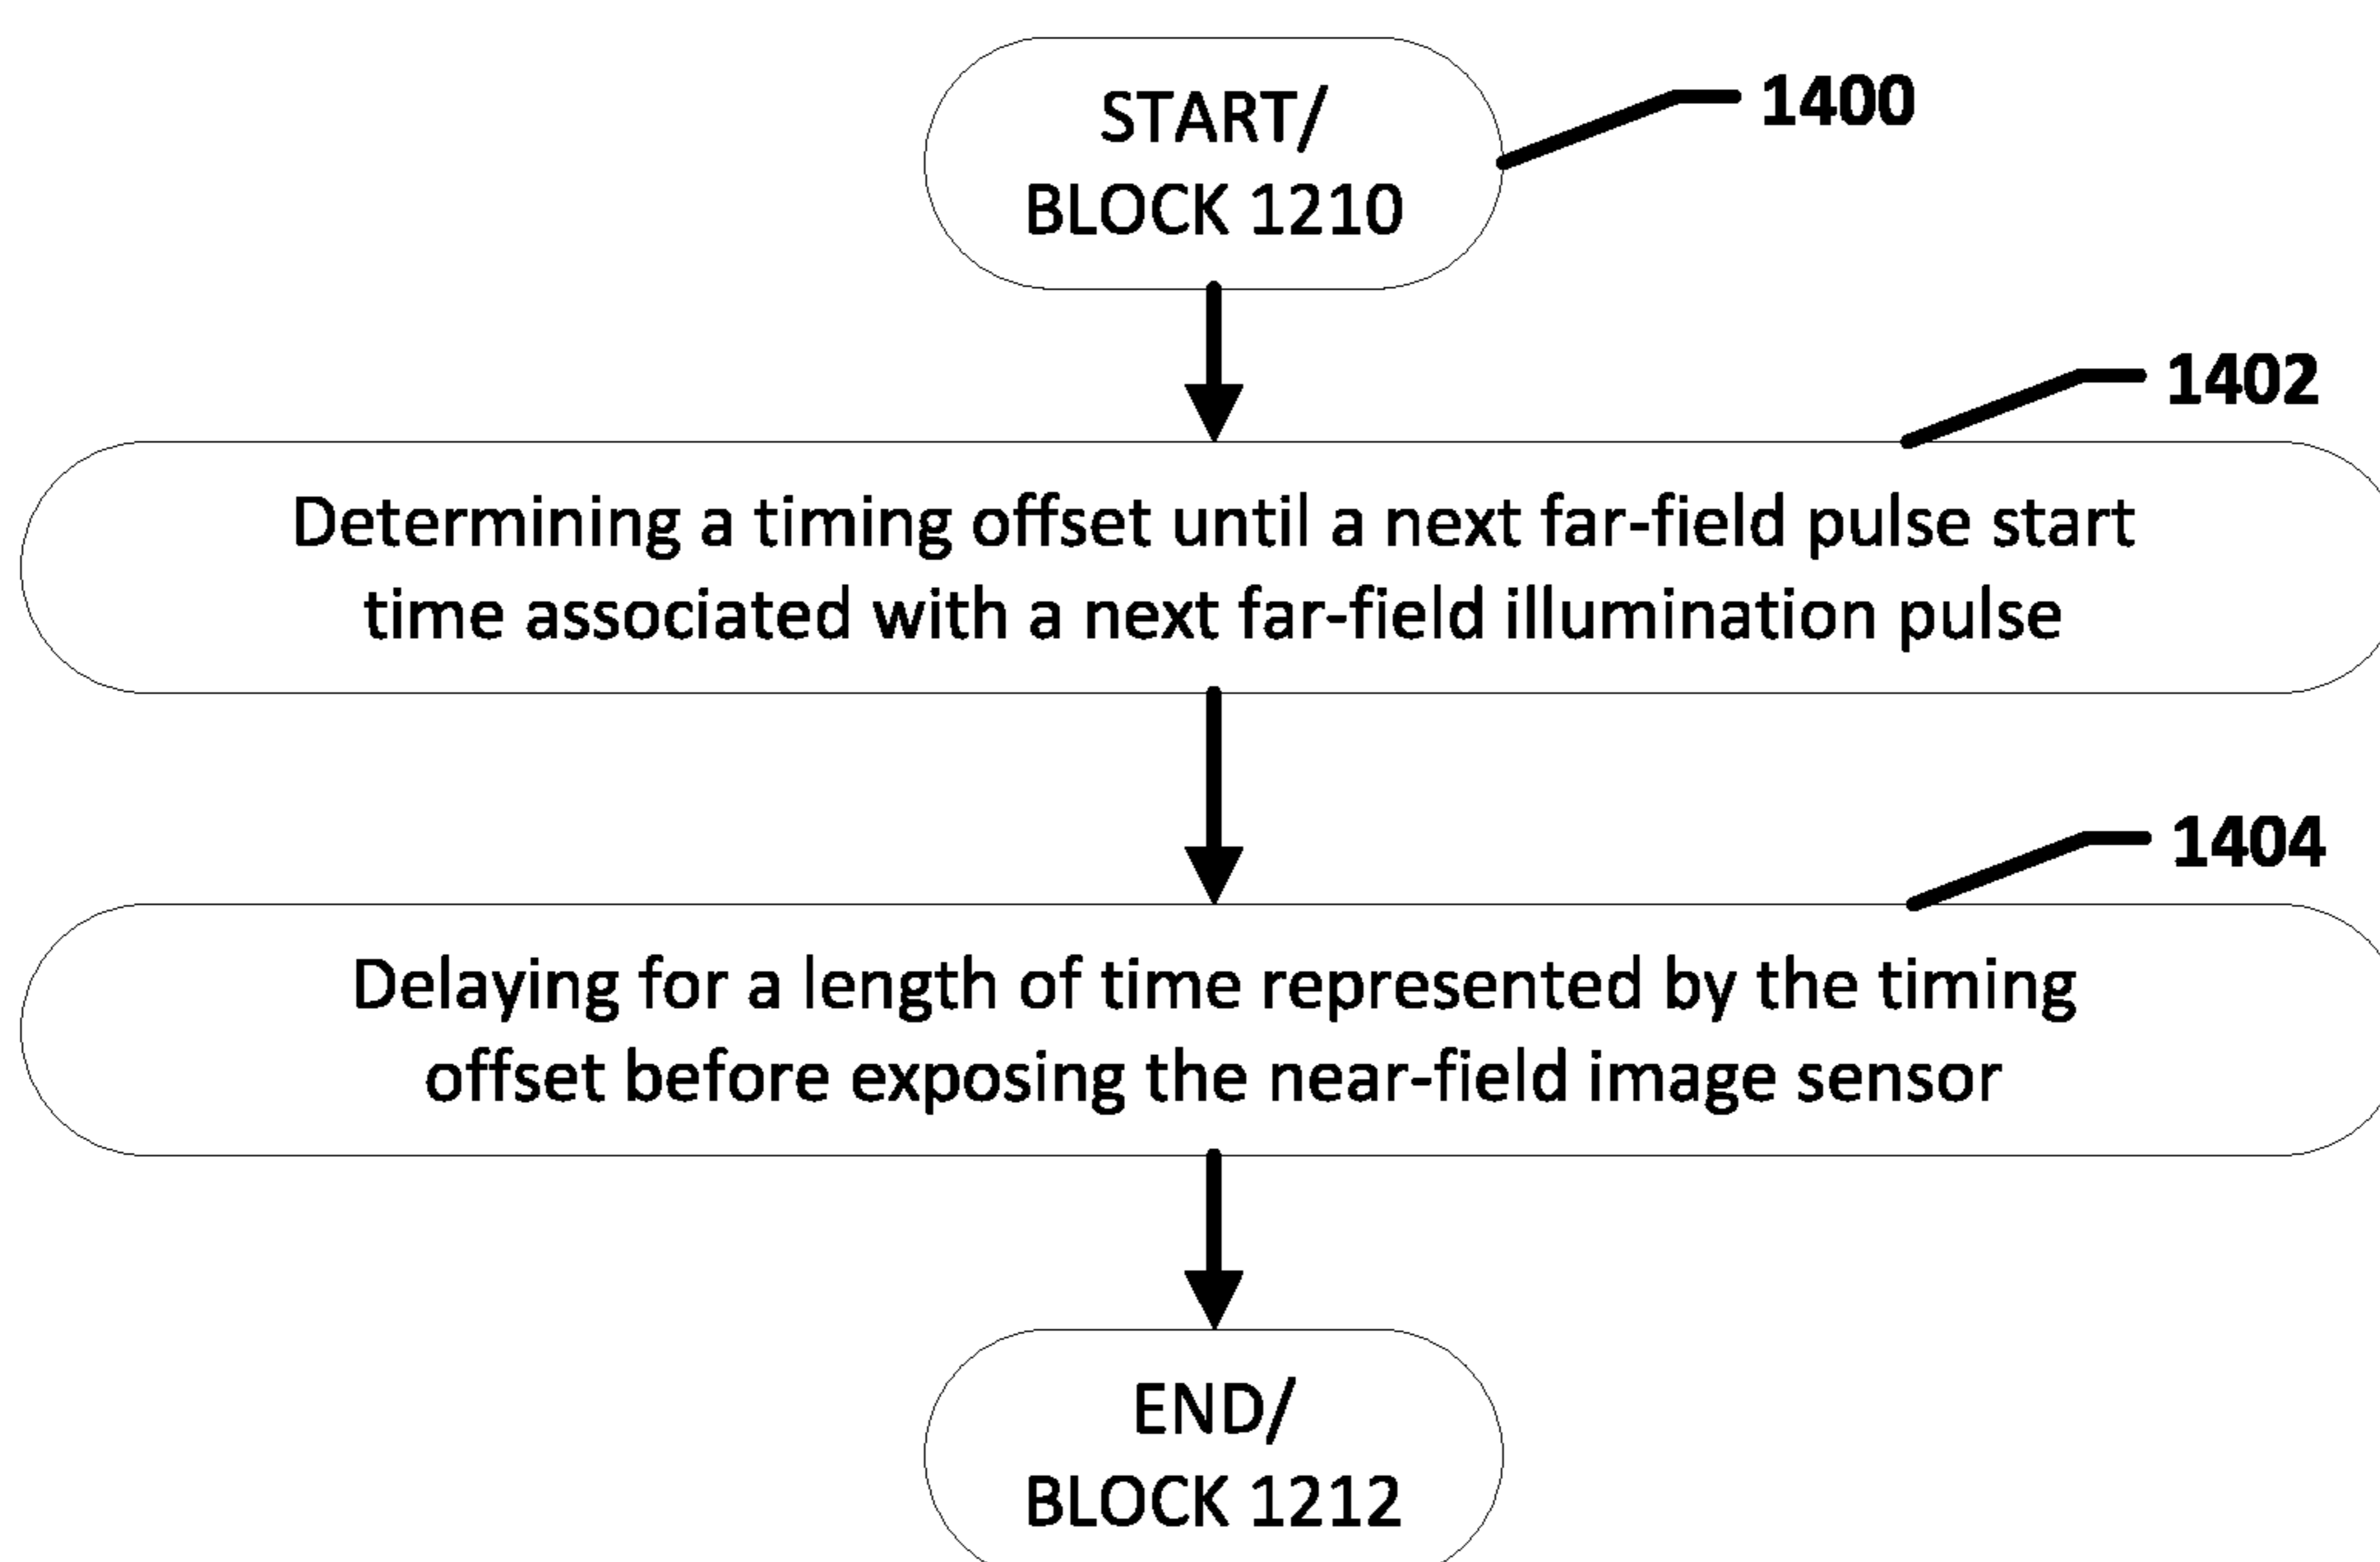 START/
BLOCK 1210
1400
1402
Determining a timing offset until a next far-field pulse start
time associated with a next far-field illumination pulse
1404
Delaying for a length of time represented by the timing
offset before exposing the near-field image sensor
END/
BLOCK 1212